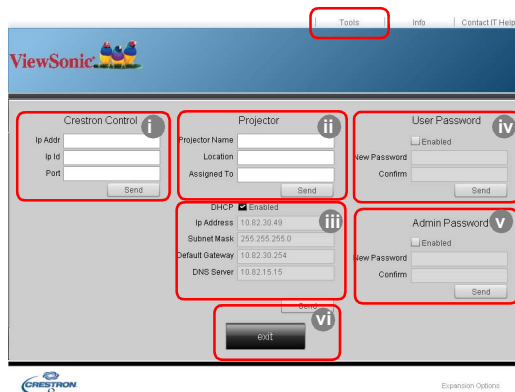 Tools
Info
Contact IT Help
ViewSonic
Crestron Control
i
Ip Addr
Ip Id
Port
Send
Projector
ii
Projector Name
Location
Assigned To
Send
DHCP Enabled
iii
Ip Address 10.82.30.49
Subnet Mask 255.255.255.0
Default Gateway 10.82.30.254
DNS Server 10.82.15.15
Send
User Password
iv
Enabled
New Password
Confirm
Send
Admin Password
v
Enabled
New Password
Confirm
Send
vi
exit
CRESTRON
Expansion Options